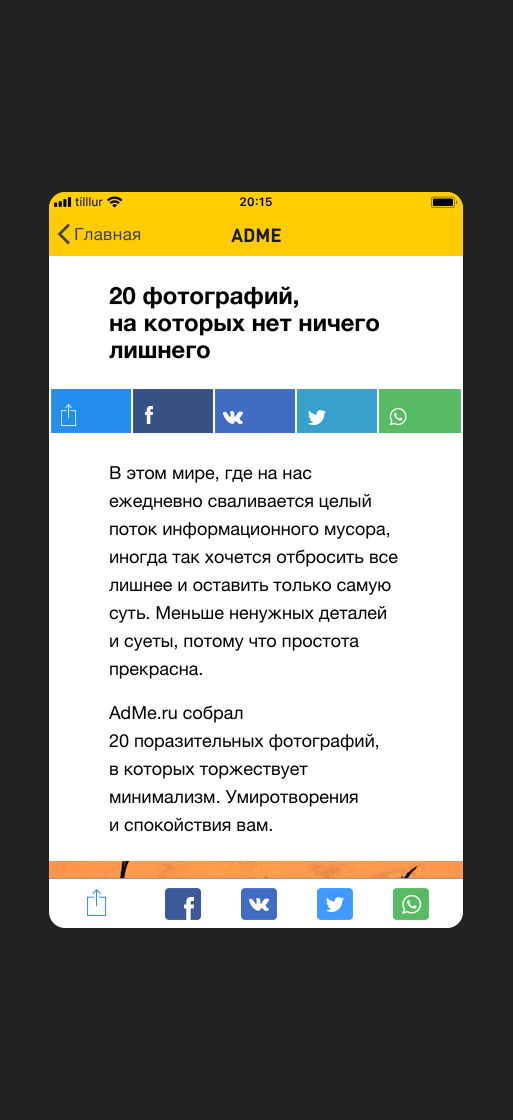 tilllur
20:15
Главная
ADME
20 фотографий,
на которых нет ничего
лишнего
В этом мире, где на нас
ежедневно сваливается целый
поток информационного мусора,
иногда так хочется отбросить все
лишнее и оставить только самую
суть. Меньше ненужных деталей
и суеты, потому что простота
прекрасна.
AdMe.ru собрал
20 поразительных фотографий,
в которых торжествует
минимализм. Умиротворения
и спокойствия вам.